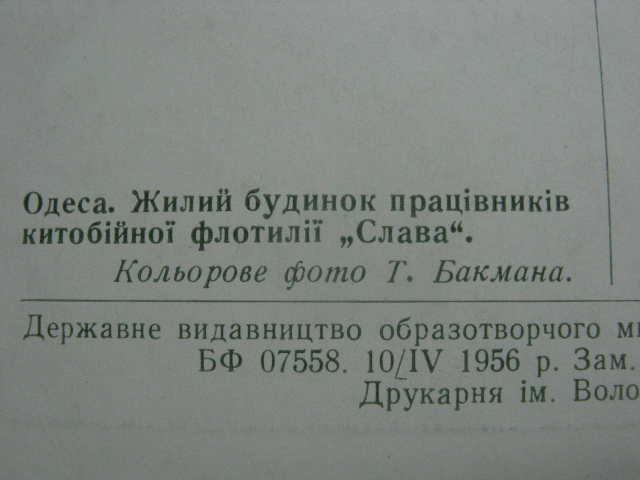 Одеса. Жилий будинок працівників
китобійної флотилії „Слава“.
Кольорове фото Т. Бакмана.
Державне видавництво образотворчого
БФ 07558. 10/IV 1956 р. Зам.
Друкарня ім.